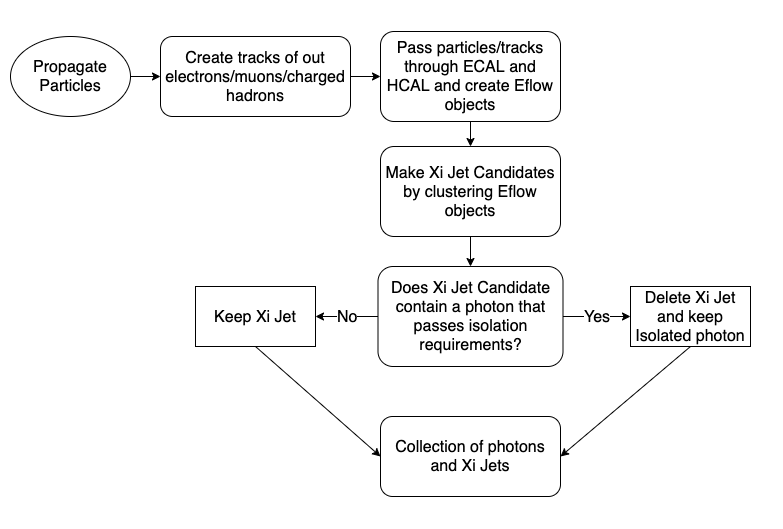 Propagate
Particles
Create tracks of out
electrons/muons/charged
hadrons
Pass particles/tracks
through ECAL and
HCAL and create Eflow
objects
Make Xi Jet Candidates
by clustering Eflow
objects
Does Xi Jet Candidate
contain a photon that
passes isolation
requirements?
No
Keep Xi Jet
Yes
Delete Xi Jet
and keep
Isolated photon
Collection of photons
and Xi Jets